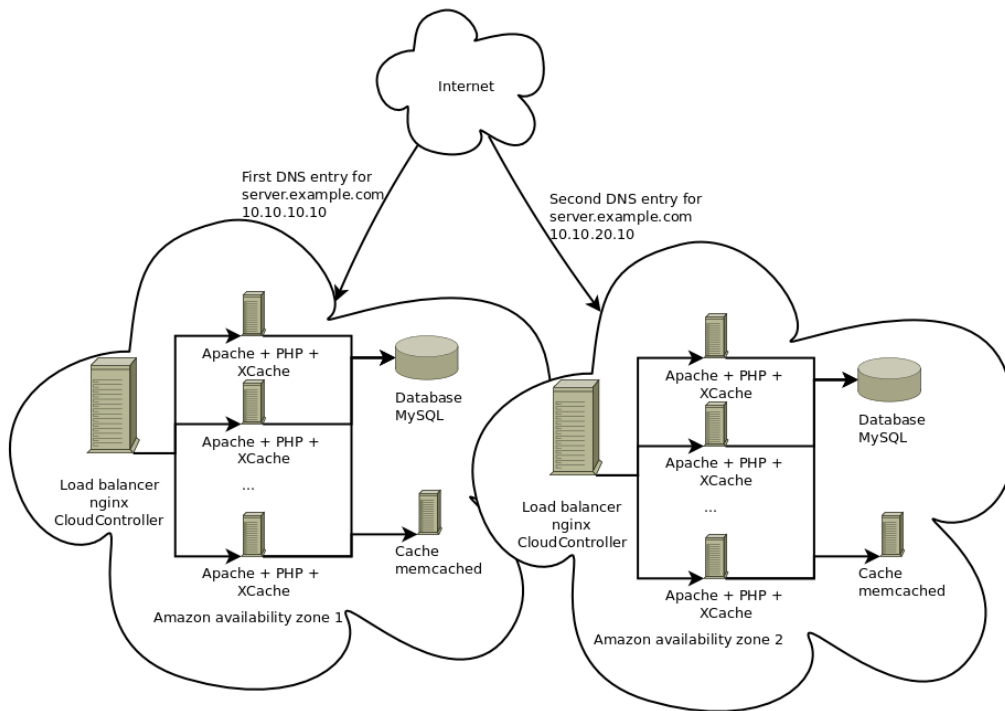 Internet
First DNS entry for
server.example.com
10.10.10.10
Second DNS entry for
server.example.com
10.10.20.10
Apache + PHP +
XCache
Apache + PHP +
XCache
...
Apache + PHP +
XCache
Load balancer
nginx
CloudController
Database
MySQL
Cache
memcached
Amazon availability zone 1
Apache + PHP +
XCache
Apache + PHP +
XCache
...
Apache + PHP +
XCache
Load balancer
nginx
CloudController
Database
MySQL
Cache
memcached
Amazon availability zone 2